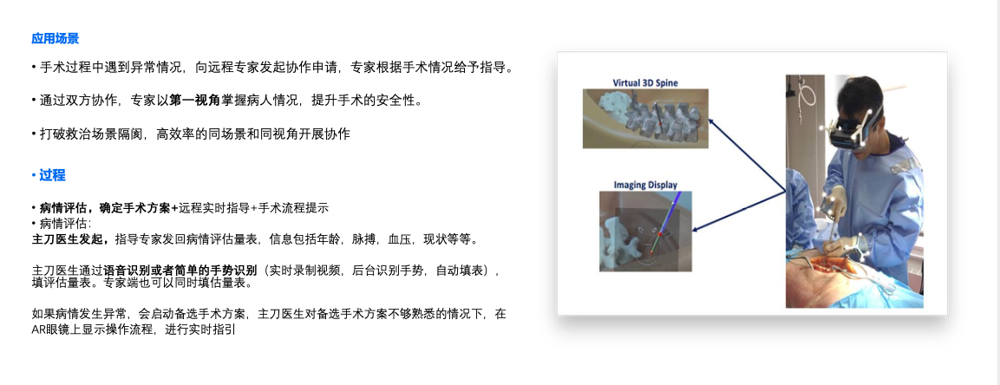 应用场景
• 手术过程中遇到异常情况，向远程专家发起协作申请，专家根据手术情况给予指导。
• 通过双方协作，专家以第一视角掌握病人情况，提升手术的安全性。
• 打破救治场景隔阂，高效率的同场景和同视角开展协作
• 过程
• 病情评估，确定手术方案+远程实时指导+手术流程提示
• 病情评估：
主刀医生发起，指导专家发回病情评估量表，信息包括年龄，脉搏，血压，现状等等。
主刀医生通过语音识别或者简单的手势识别（实时录制视频，后台识别手势，自动填表），
填评估量表。专家端也可以同时填估量表。
如果病情发生异常，会启动备选手术方案，主刀医生对备选手术方案不够熟悉的情况下，在
AR眼镜上显示操作流程，进行实时指引
Virtual 3D Spine
Imaging Display